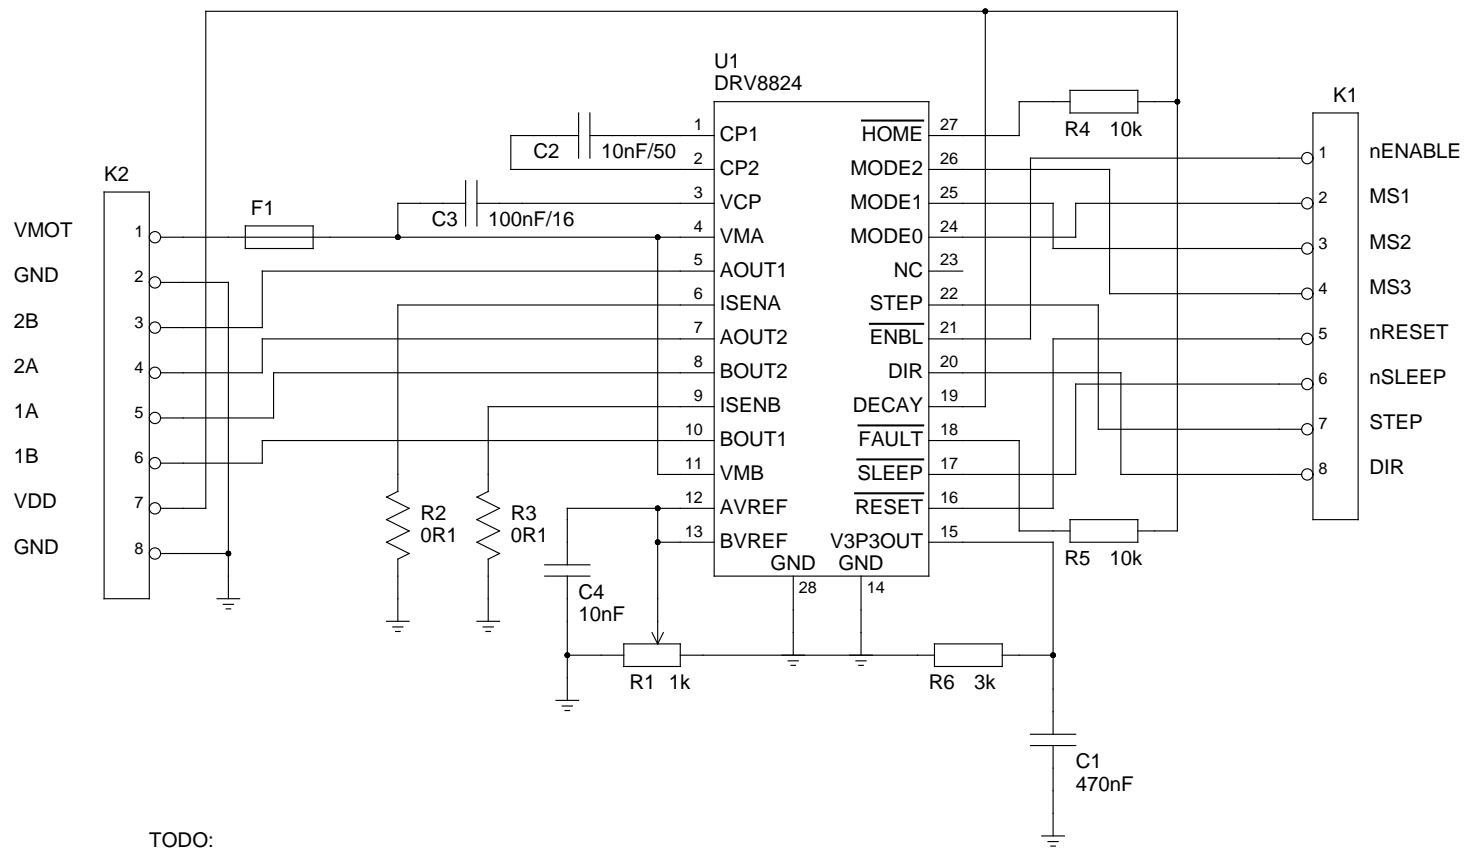 U1
DRV8824
K1
K2
1 CP1
2 CP2
3 VCP
4 VMA
5 AOUT1
6 ISENA
7 AOUT2
8 BOUT2
9 ISENB
10 BOUT1
11 VMB
12 AVREF
13 BVREF
HOME 27
MODE2 26
MODE1 25
MODE0 24
NC 23
STEP 22
ENBL 21
DIR 20
DECAY 19
FAULT 18
SLEEP 17
RESET 16
V3P3OUT 15
GND GND
28 14
C2 10nF/50
C3 100nF/16
F1
R4 10k
R5 10k
VMOT 1
GND 2
2B 3
2A 4
1A 5
1B 6
VDD 7
GND 8
1 nENABLE
2 MS1
3 MS2
4 MS3
5 nRESET
6 nSLEEP
7 STEP
8 DIR
R2
0R1
R3
0R1
C4
10nF
R1 1k
R6 3k
C1
470nF
TODO: